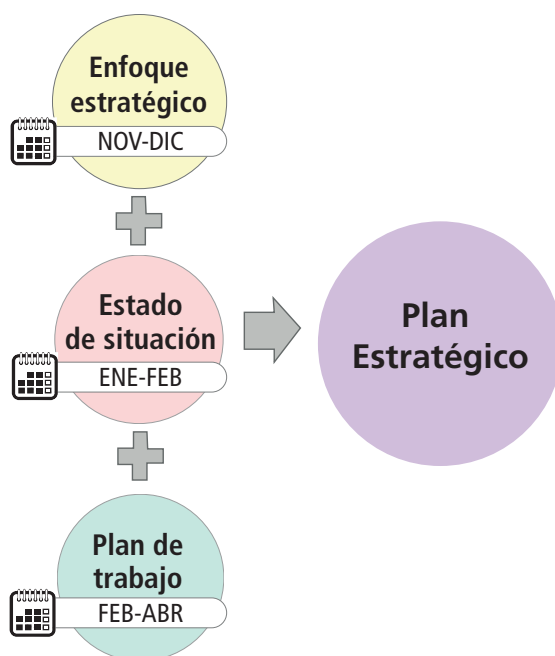 Enfoque
estratégico
NOV-DIC
Estado
de situación
ENE-FEB
Plan
Estratégico
Plan de
trabajo
FEB-ABR